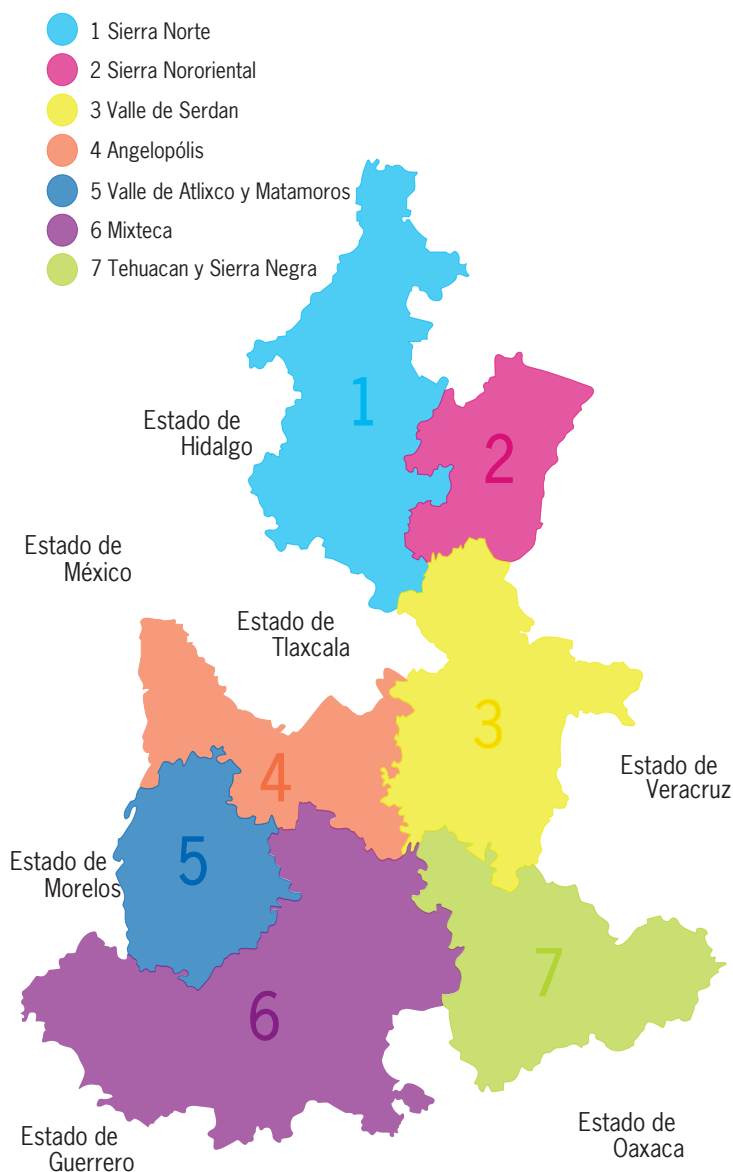 1 Sierra Norte
2 Sierra Nororiental
3 Valle de Serdan
4 Angelopólis
5 Valle de Atlixco y Matamoros
6 Mixteca
7 Tehuacan y Sierra Negra
1
Estado de
Hidalgo
2
Estado de
México
Estado de
Tlaxcala
3
4
Estado de
Veracruz
5
Estado de
Morelos
7
6
Estado de
Guerrero
Estado de
Oaxaca